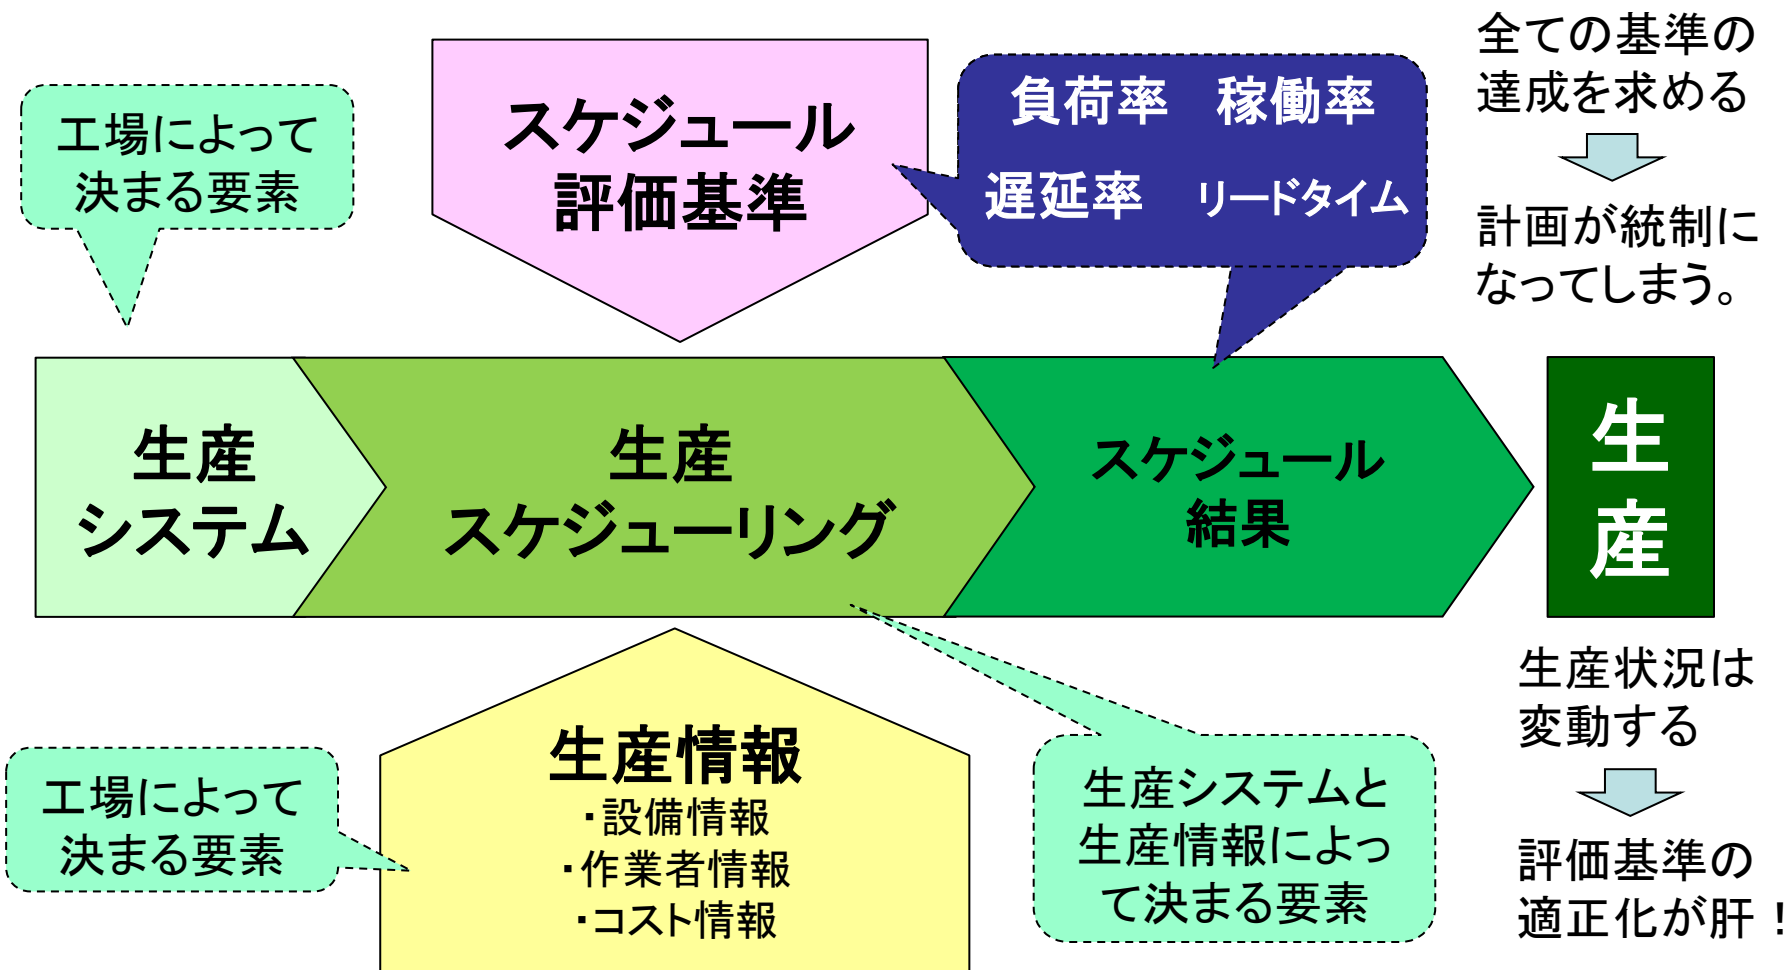 工場によって
決まる要素
スケジュール
評価基準
負荷率　稼働率
遅延率　リードタイム
全ての基準の
達成を求める
計画が統制に
なってしまう。
生産
システム
生産
スケジューリング
スケジュール
結果
生
産
生産情報
・設備情報
・作業者情報
・コスト情報
工場によって
決まる要素
生産システムと
生産情報によっ
て決まる要素
生産状況は
変動する
評価基準の
適正化が肝！